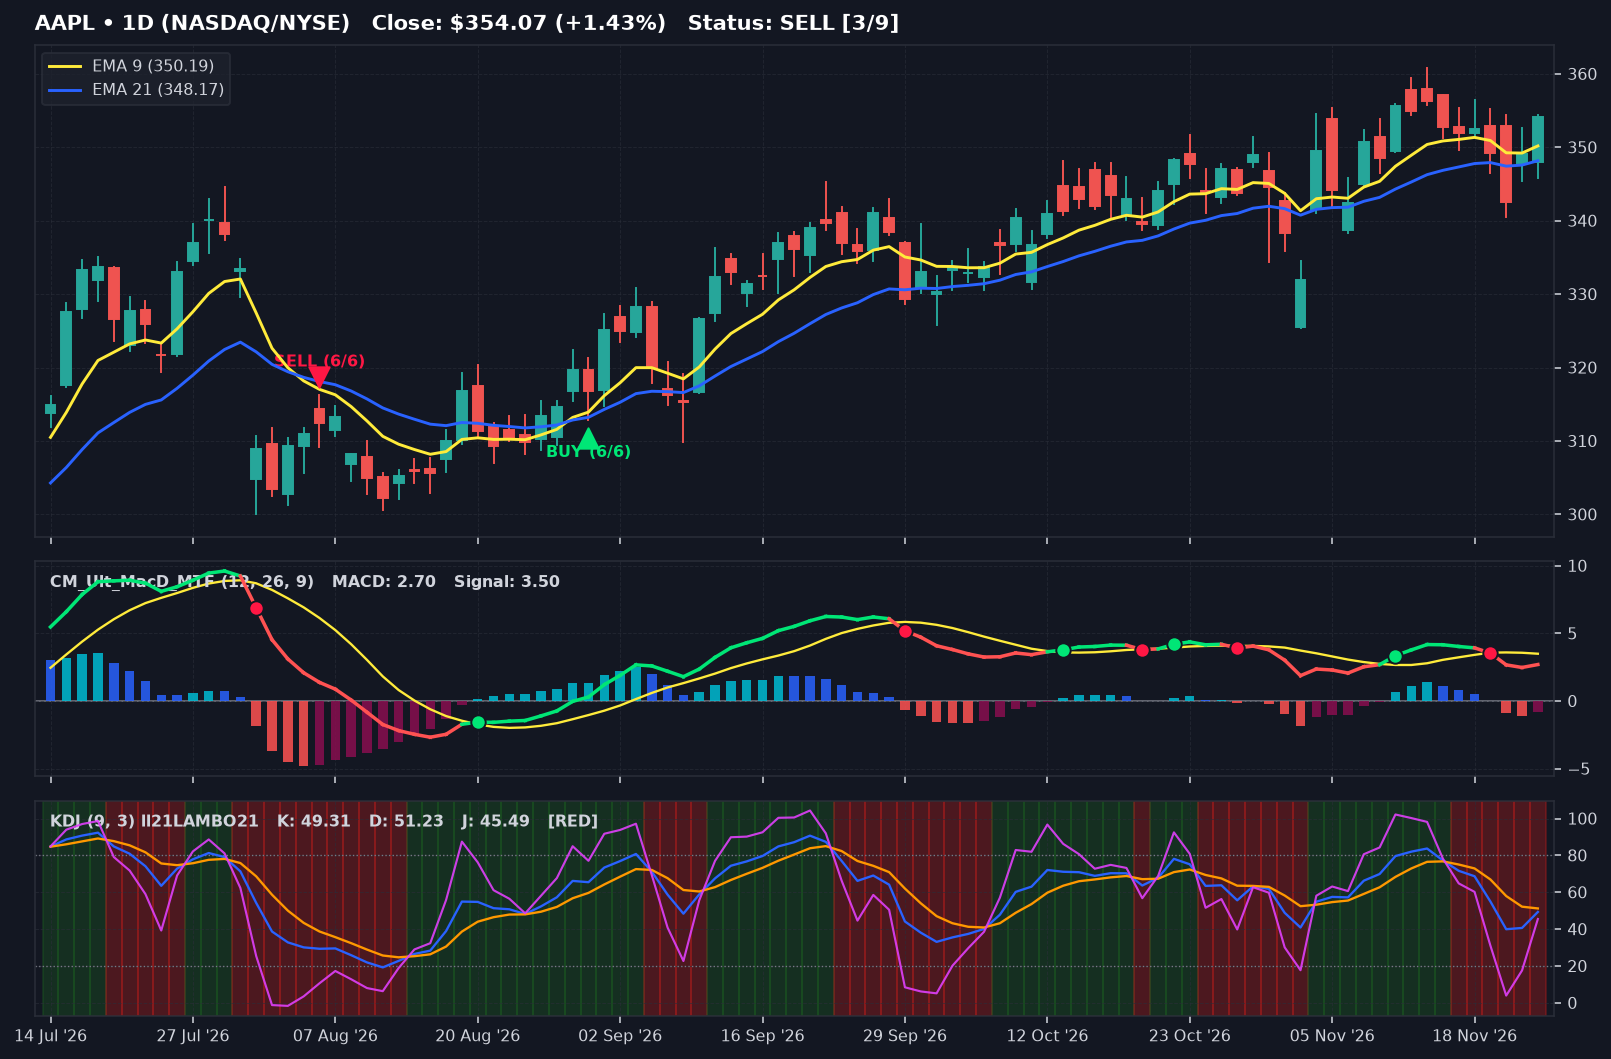 AAPL • 1D (NASDAQ/NYSE)   Close: $354.07 (+1.43%)   Status: SELL [3/9]
EMA 9 (350.19)
EMA 21 (348.17)
360
350
340
330
320
310
300
SELL (6/6)
BUY (6/6)
CM_Ult_MacD_MTF (12, 26, 9)   MACD: 2.70   Signal: 3.50
10
5
0
−5
KDJ (9, 3) II21LAMBO21   K: 49.31   D: 51.23   J: 45.49   [RED]
100
80
60
40
20
0
14 Jul '26   27 Jul '26   07 Aug '26   20 Aug '26   02 Sep '26   16 Sep '26   29 Sep '26   12 Oct '26   23 Oct '26   05 Nov '26   18 Nov '26